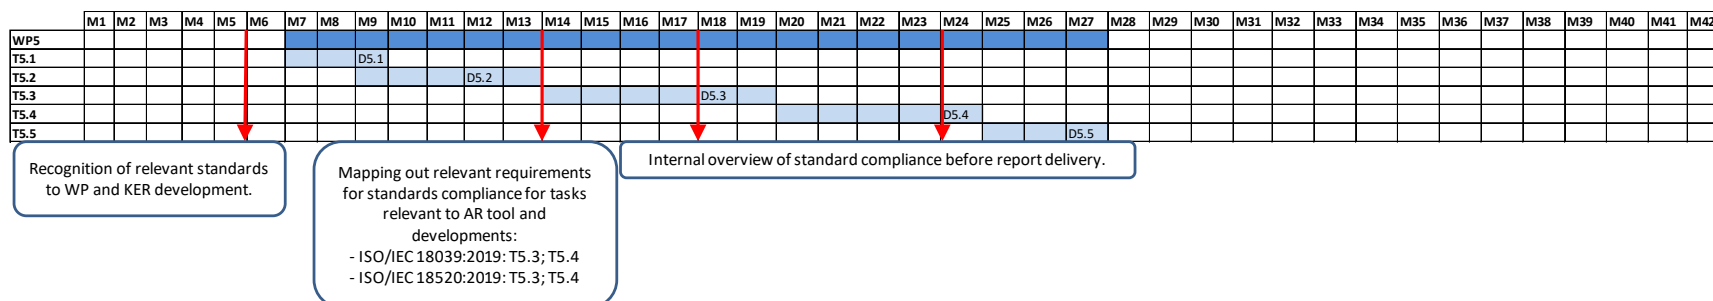 M1 M2 M3 M4 M5 M6 M7 M8 M9 M10 M11 M12 M13 M14 M15 M16 M17 M18 M19 M20 M21 M22 M23 M24 M25 M26 M27 M28 M29 M30 M31 M32 M33 M34 M35 M36 M37 M38 M39 M40 M41 M42
WP5
T5.1 D5.1
T5.2 D5.2
T5.3 D5.3
T5.4 D5.4
T5.5 D5.5
Recognition of relevant standards
to WP and KER development.
Mapping out relevant requirements
for standards compliance for tasks
relevant to AR tool and
developments:
- ISO/IEC 18039:2019: T5.3; T5.4
- ISO/IEC 18520:2019: T5.3; T5.4
Internal overview of standard compliance before report delivery.